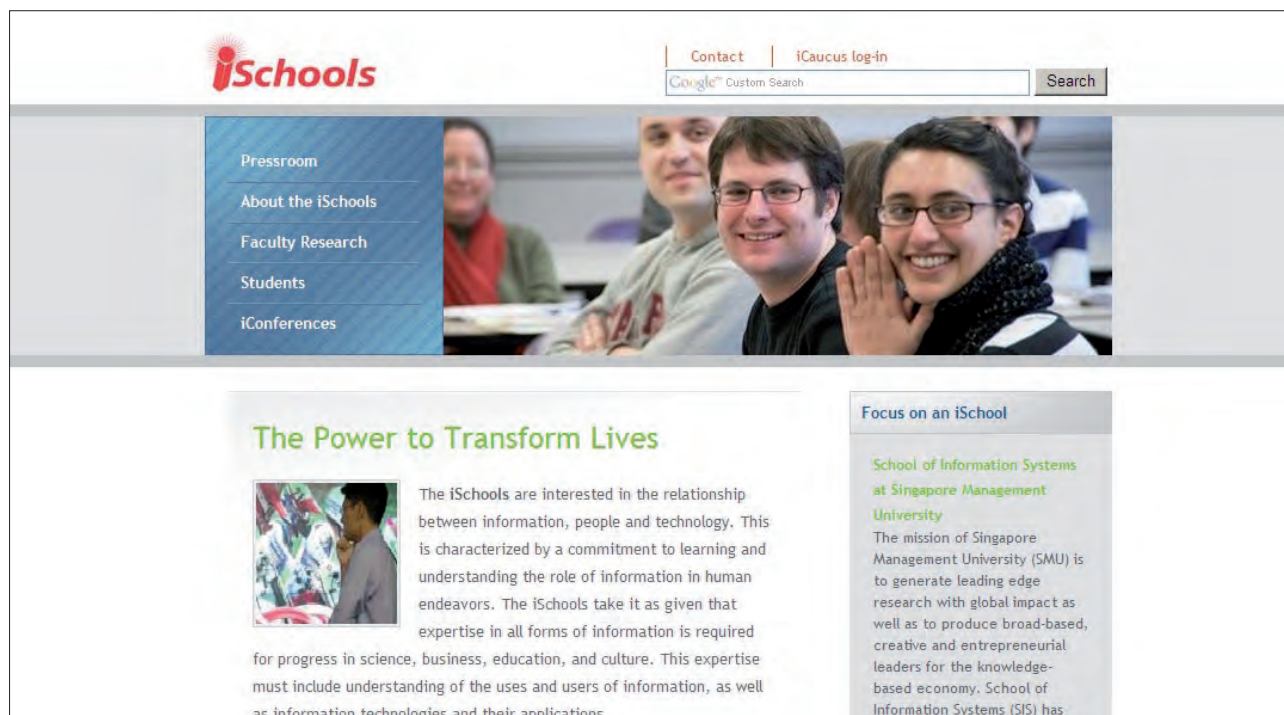 iSchools
Contact
iCaucus log-in
Google™ Custom Search
Search
Pressroom
About the iSchools
Faculty Research
Students
iConferences
The Power to Transform Lives
The iSchools are interested in the relationship
between information, people and technology. This
is characterized by a commitment to learning and
understanding the role of information in human
endeavors. The iSchools take it as given that
expertise in all forms of information is required
for progress in science, business, education, and culture. This expertise
must include understanding of the uses and users of information, as well
as information technologies and their applications.
Focus on an iSchool
School of Information Systems
at Singapore Management
University
The mission of Singapore
Management University (SMU) is
to generate leading edge
research with global impact as
well as to produce broad-based,
creative and entrepreneurial
leaders for the knowledge-
based economy. School of
Information Systems (SIS) has